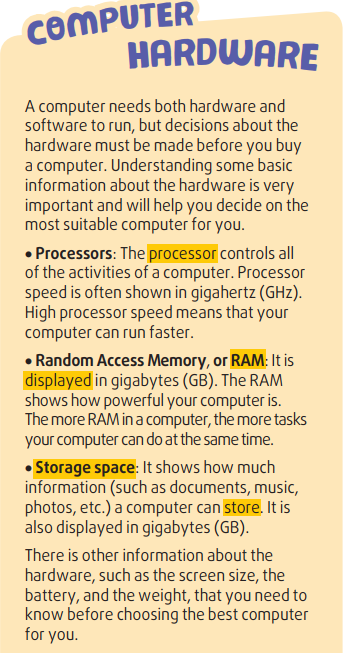 COMPUTER
HARDWARE
A computer needs both hardware and
software to run, but decisions about the
hardware must be made before you buy
a computer. Understanding some basic
information about the hardware is very
important and will help you decide on the
most suitable computer for you.
• Processors: The processor controls all
of the activities of a computer. Processor
speed is often shown in gigahertz (GHz).
High processor speed means that your
computer can run faster.
• Random Access Memory, or RAM: It is
displayed in gigabytes (GB). The RAM
shows how powerful your computer is.
The more RAM in a computer, the more tasks
your computer can do at the same time.
• Storage space: It shows how much
information (such as documents, music,
photos, etc.) a computer can store. It is
also displayed in gigabytes (GB).
There is other information about the
hardware, such as the screen size, the
battery, and the weight, that you need to
know before choosing the best computer
for you.